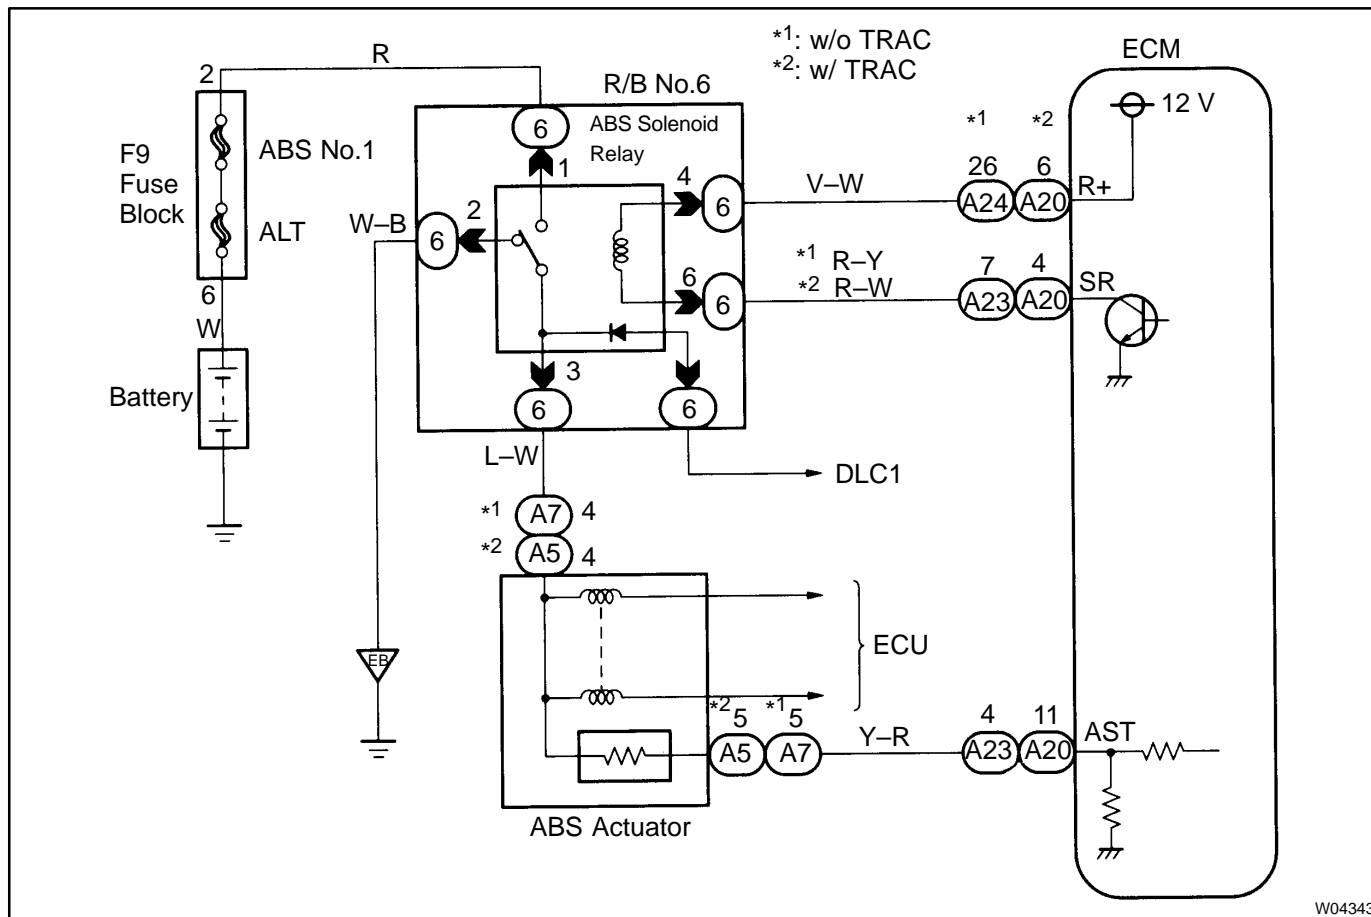 *1: w/o TRAC
*2: w/ TRAC
ECM
R
2
R/B No.6
12 V
6
ABS Solenoid
Relay
*1 *2
F9
Fuse
Block
ABS No.1
ALT
1
4
6
V–W
26 6
A24 A20
R+
W–B
6
2
*1 R–Y
*2 R–W
6
6
7 4
A23 A20
SR
6
W
Battery
3
6
6
L–W
DLC1
*1 A7 4
*2 A5 4
ECU
EB
*2 5 *1 5
A5 A7
Y–R
4 11
A23 A20
AST
ABS Actuator
W04343